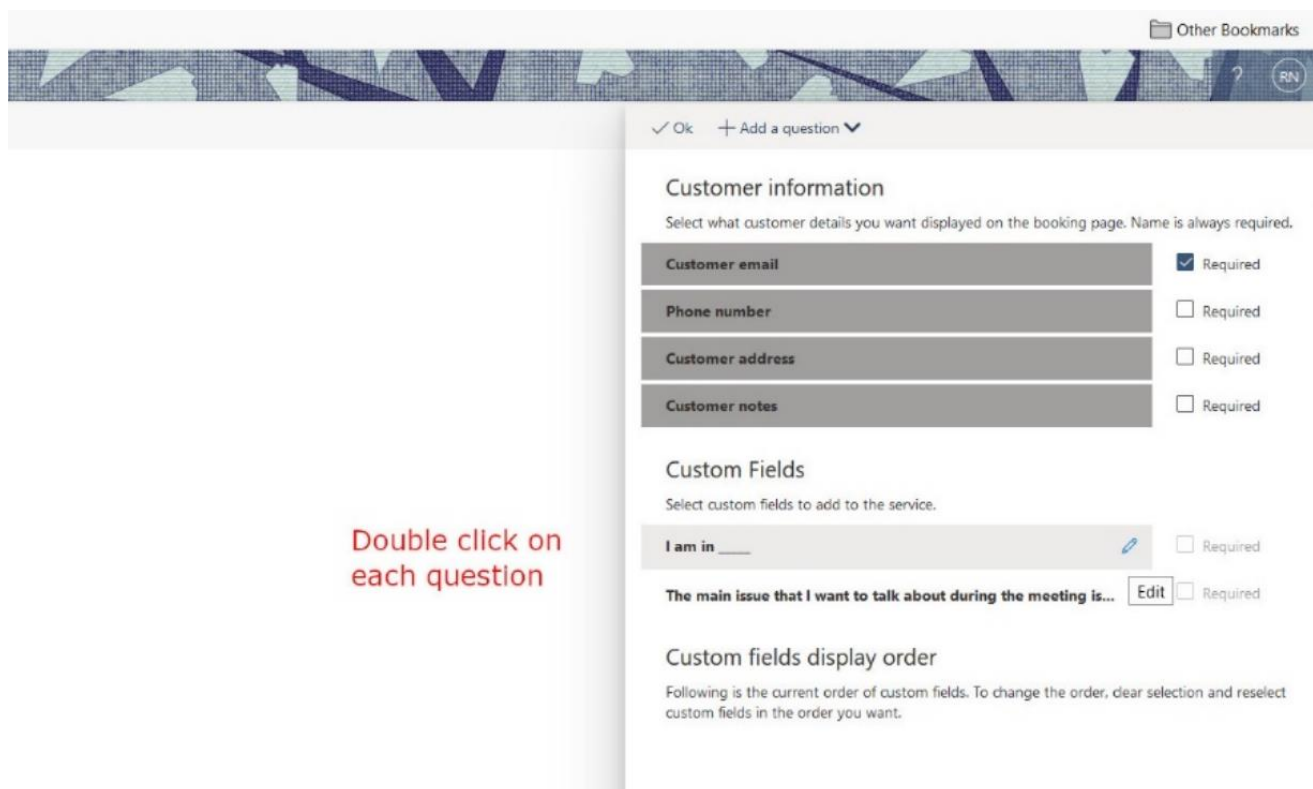 Other Bookmarks
? RN
Ok Add a question
Customer information
Select what customer details you want displayed on the booking page. Name is always required.
Customer email Required
Phone number Required
Customer address Required
Customer notes Required
Custom Fields
Select custom fields to add to the service.
Double click on
each question
I am in ____ Required
The main issue that I want to talk about during the meeting is... Edit Required
Custom fields display order
Following is the current order of custom fields. To change the order, clear selection and reselect
custom fields in the order you want.